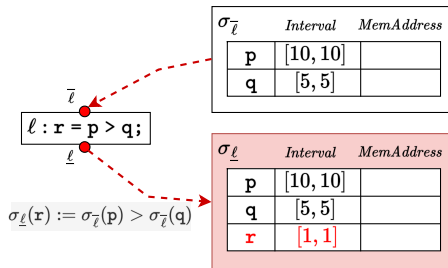 σ_ℓ̅ Interval MemAddress
p [10, 10]
q [5, 5]
ℓ̅
ℓ : r = p > q;
ℓ̲
σ_ℓ̲ Interval MemAddress
p [10, 10]
q [5, 5]
r [1, 1]
σ_ℓ̲(r) := σ_ℓ̅(p) > σ_ℓ̅(q)